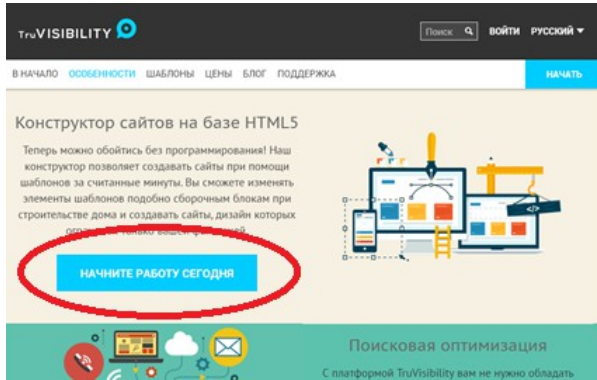 TruVISIBILITY
Поиск
ВОЙТИ РУССКИЙ
В НАЧАЛО ОСОБЕННОСТИ ШАБЛОНЫ ЦЕНЫ БЛОГ ПОДДЕРЖКА
НАЧАТЬ
Конструктор сайтов на базе HTML5
Теперь можно обойтись без программирования! Наш
конструктор позволяет создавать сайты при помощи
шаблонов за считанные минуты. Вы сможете изменять
элементы шаблонов подобно сборочным блокам при
строительстве дома и создавать сайты, дизайн которых
только вашей
НАЧНИТЕ РАБОТУ СЕГОДНЯ
</>
Поисковая оптимизация
С платформой TruVisibility вам не нужно обладать